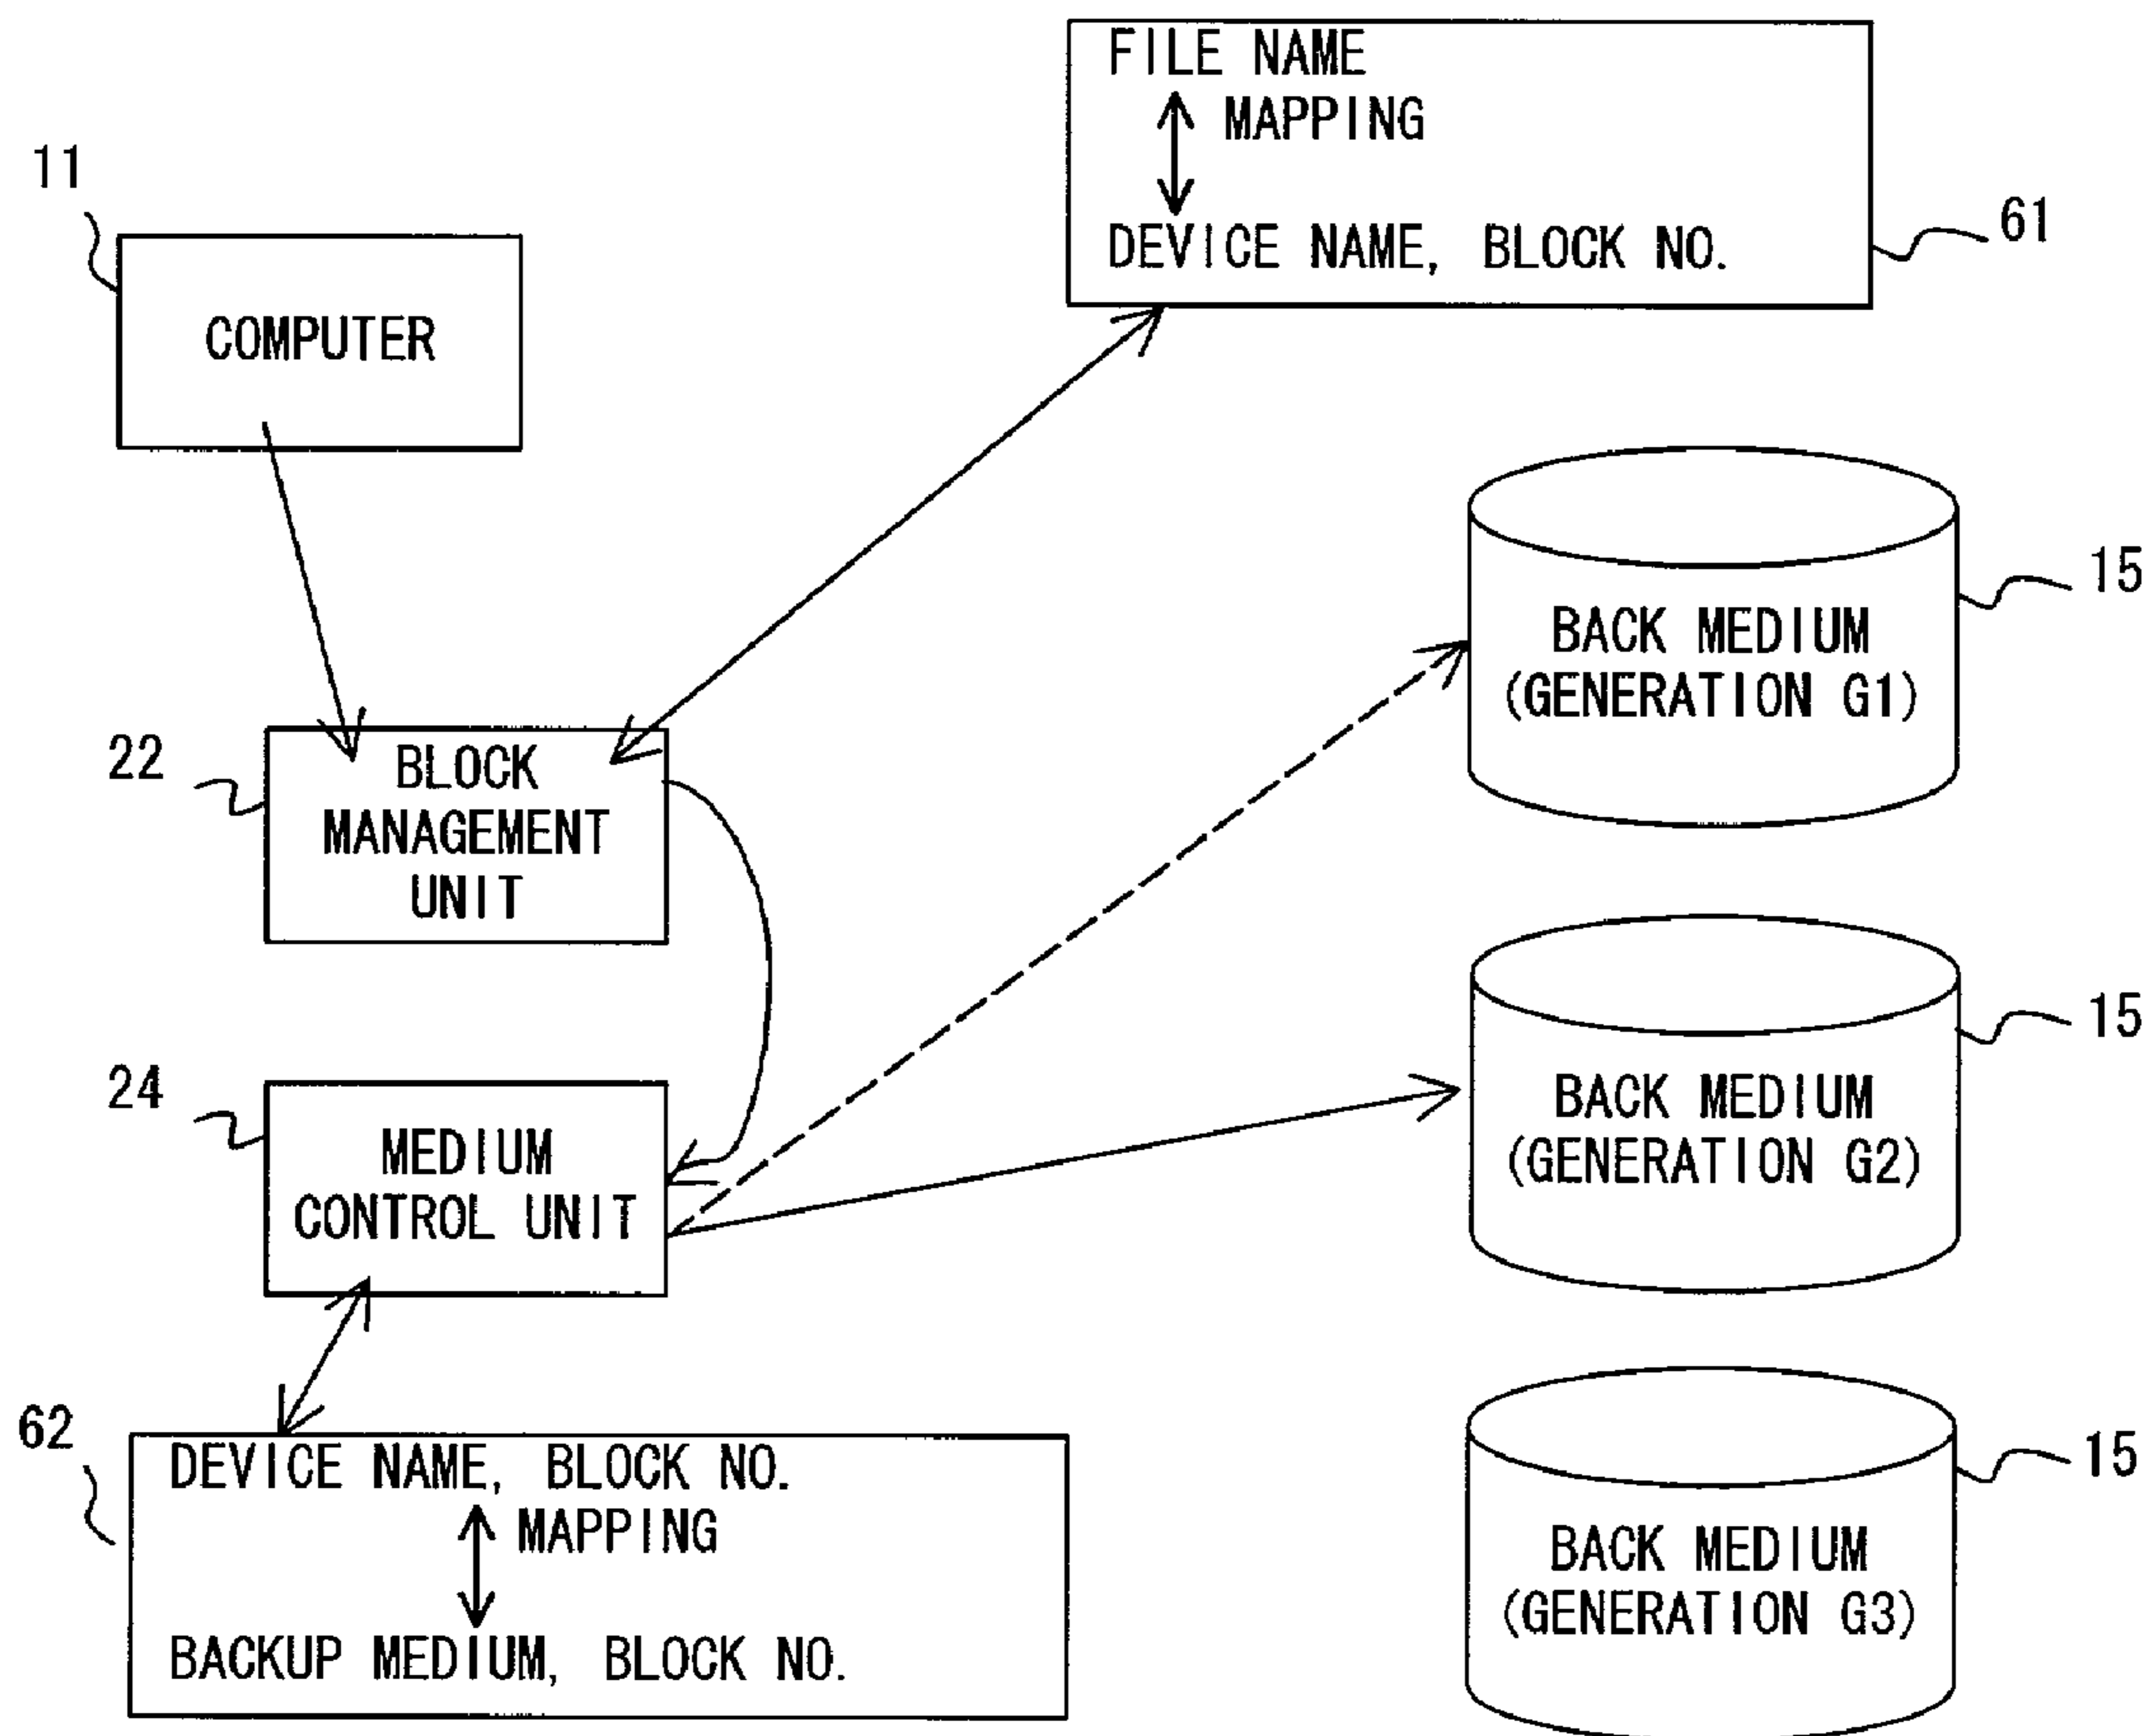 FILE NAME
MAPPING
DEVICE NAME, BLOCK NO.
61
11
COMPUTER
15
BACK MEDIUM
(GENERATION G1)
22
BLOCK
MANAGEMENT
UNIT
15
BACK MEDIUM
(GENERATION G2)
24
MEDIUM
CONTROL UNIT
62
DEVICE NAME, BLOCK NO.
MAPPING
BACKUP MEDIUM, BLOCK NO.
15
BACK MEDIUM
(GENERATION G3)